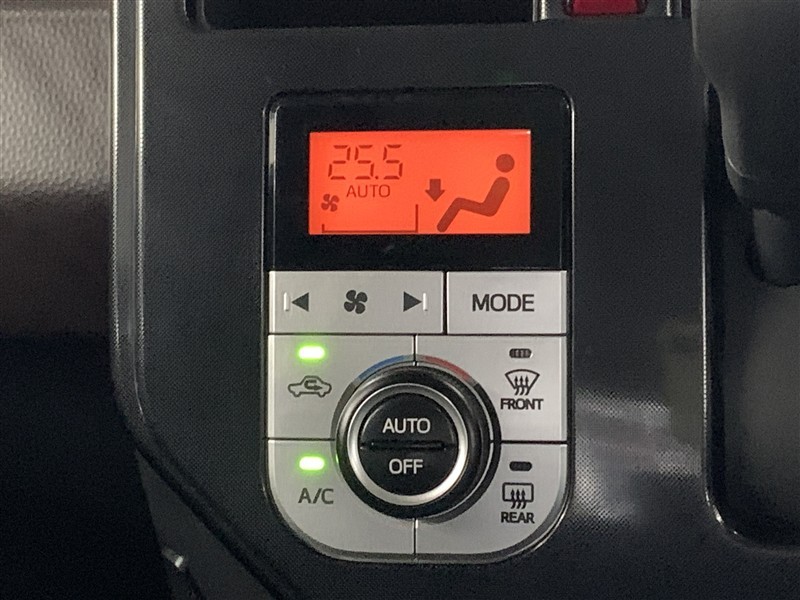 25.5
AUTO
MODE
FRONT
AUTO
OFF
A/C
REAR